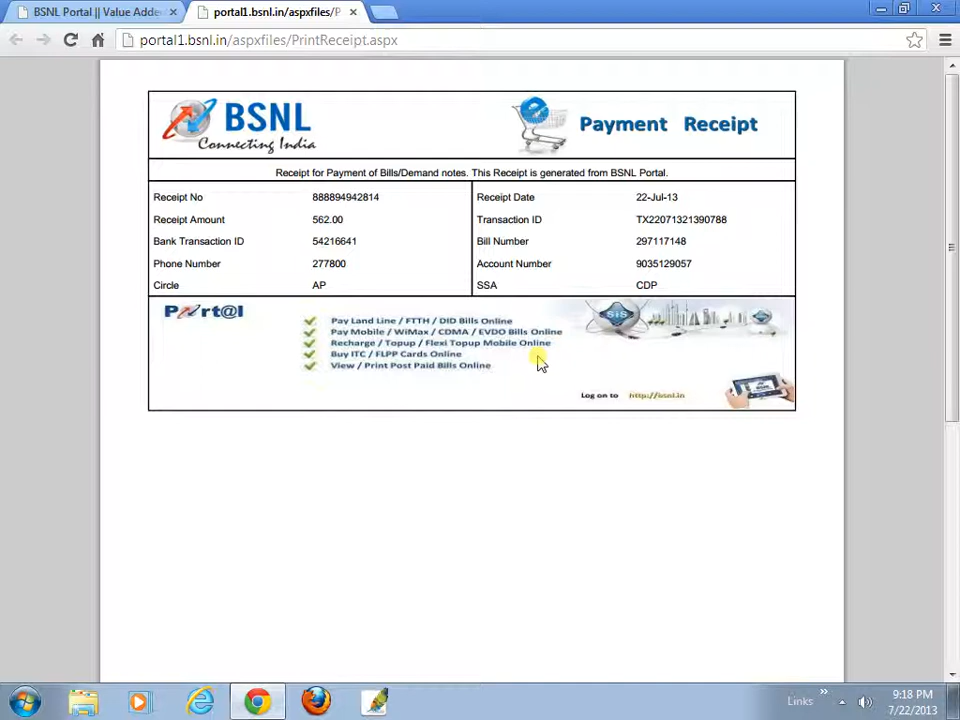 BSNL Portal || Value Adde
portal1.bsnl.in/aspxfiles/P
portal1.bsnl.in/aspxfiles/PrintReceipt.aspx
BSNL
Connecting India
Payment Receipt
Receipt for Payment of Bills/Demand notes. This Receipt is generated from BSNL Portal.
Receipt No 888894942814 Receipt Date 22-Jul-13
Receipt Amount 562.00 Transaction ID TX22071321390788
Bank Transaction ID 54216641 Bill Number 297117148
Phone Number 277800 Account Number 9035129057
Circle AP SSA CDP
Port@l
SIS
Pay Land Line / FTTH / DID Bills Online
Pay Mobile / WiMax / CDMA / EVDO Bills Online
Recharge / Topup / Flexi Topup Mobile Online
Buy ITC / FLPP Cards Online
View / Print Post Paid Bills Online
Log on to http://bsnl.in
BSNL
Links
9:18 PM
7/22/2013